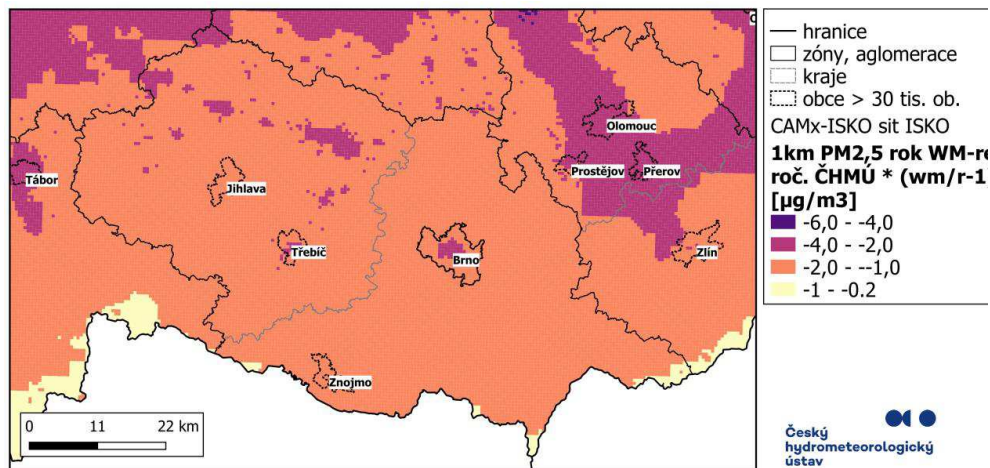 Olomouc
Prostějov
Přerov
Tábor
Jihlava
Třebíč
Brno
Zlín
Znojmo
0 11 22 km
hranice
zóny, aglomerace
kraje
obce > 30 tis. ob.
CAMx-ISKO sit ISKO
1km PM2,5 rok WM-re
roč. ČHMÚ * (wm/r-1)
[µg/m3]
-6,0 - -4,0
-4,0 - -2,0
-2,0 - --1,0
-1 - -0.2
Český
hydrometeorologický
ústav